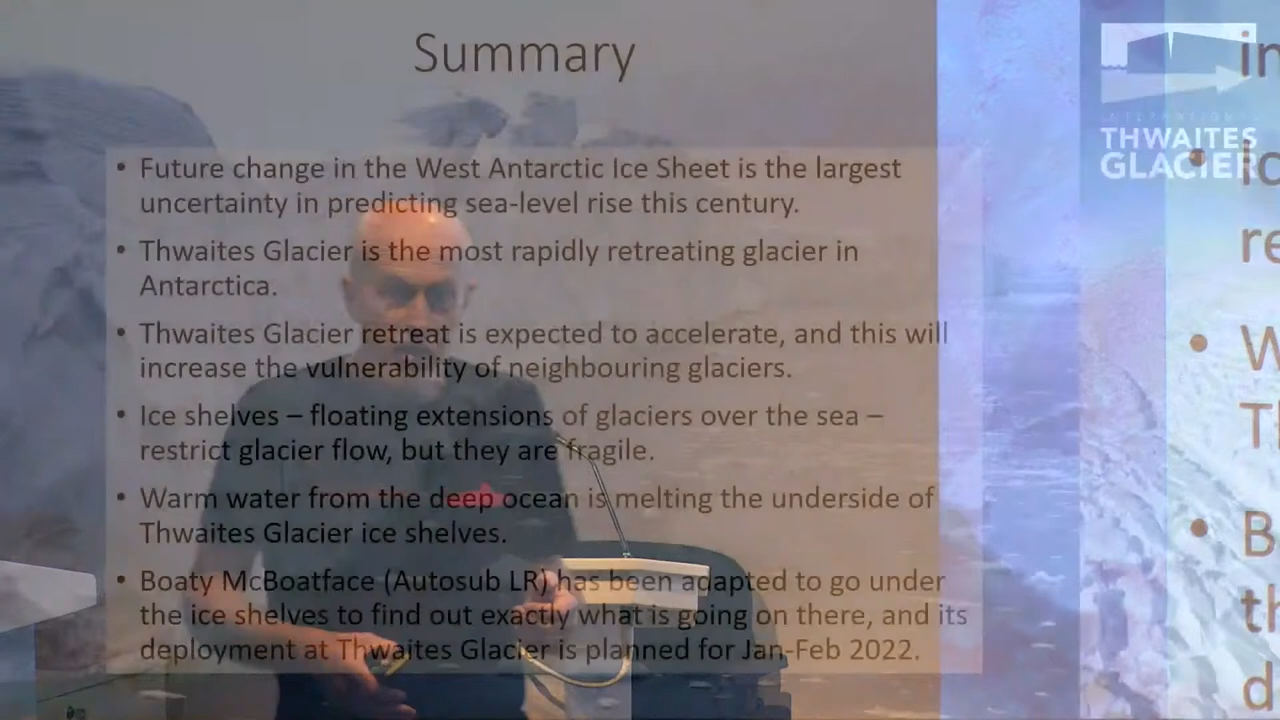 Summary
• Future change in the West Antarctic Ice Sheet is the largest
uncertainty in predicting sea-level rise this century.
• Thwaites Glacier is the most rapidly retreating glacier in
Antarctica.
• Thwaites Glacier retreat is expected to accelerate, and this will
increase the vulnerability of neighbouring glaciers.
• Ice shelves – floating extensions of glaciers over the sea –
restrict glacier flow, but they are fragile.
• Warm water from the deep ocean is melting the underside of
Thwaites Glacier ice shelves.
• Boaty McBoatface (Autosub LR) has been adapted to go under
the ice shelves to find out exactly what is going on there, and its
deployment at Thwaites Glacier is planned for Jan-Feb 2022.
INTERNATIONAL
THWAITES
GLACIER